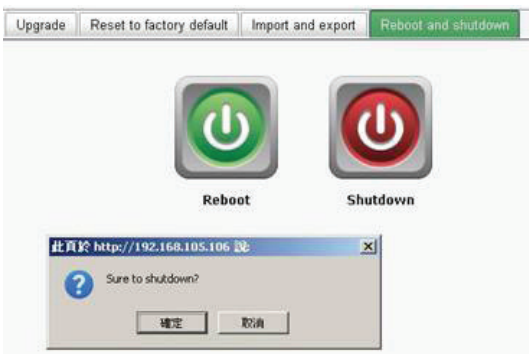 Upgrade Reset to factory default Import and export Reboot and shutdown
Reboot Shutdown
此頁於 http://192.168.105.106 說:
Sure to shutdown?
確定 取消